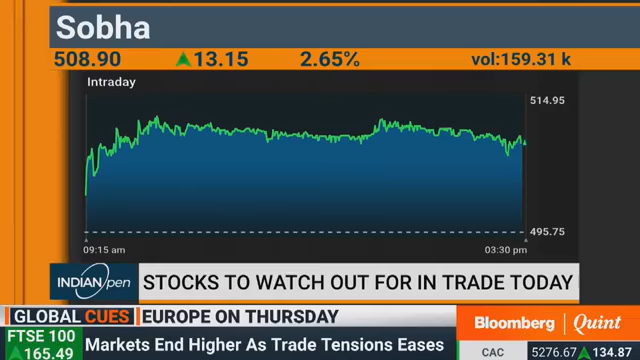 Sobha
508.90 13.15 2.65% vol:159.31 k
Intraday
514.95
495.75
09:15 am 03:30 pm
INDIAN open STOCKS TO WATCH OUT FOR IN TRADE TODAY
GLOBAL CUES EUROPE ON THURSDAY
Bloomberg Quint
FTSE 100 Markets End Higher As Trade Tensions Eases
165.49
CAC 5276.67 134.87